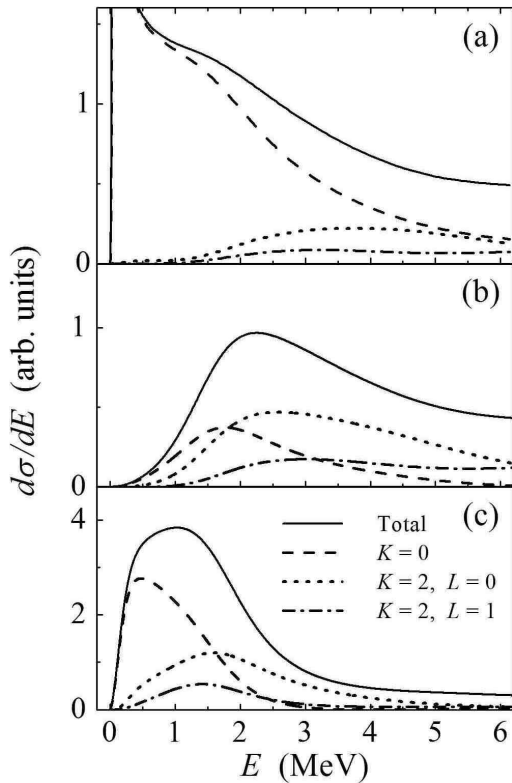 (a)
1
0
(b)
1
0
(c)
4
2
0
Total
K = 0
K = 2, L = 0
K = 2, L = 1
0 1 2 3 4 5 6
E (MeV)
dσ/dE (arb. units)